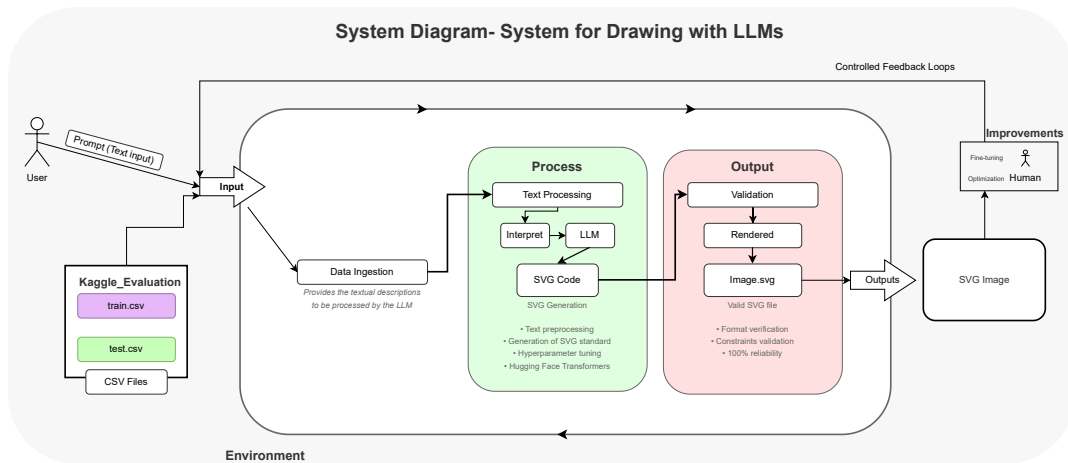 System Diagram- System for Drawing with LLMs
Controlled Feedback Loops
User
Prompt (Text input)
Input
Kaggle_Evaluation
train.csv
test.csv
CSV Files
Data Ingestion
Provides the textual descriptions
to be processed by the LLM
Process
Text Processing
Interpret
LLM
SVG Code
SVG Generation
• Text preprocessing
• Generation of SVG standard
• Hyperparameter tuning
• Hugging Face Transformers
Output
Validation
Rendered
Image.svg
Valid SVG file
• Format verification
• Constraints validation
• 100% reliability
Outputs
SVG Image
Improvements
Fine-tuning
Optimization
Human
Environment